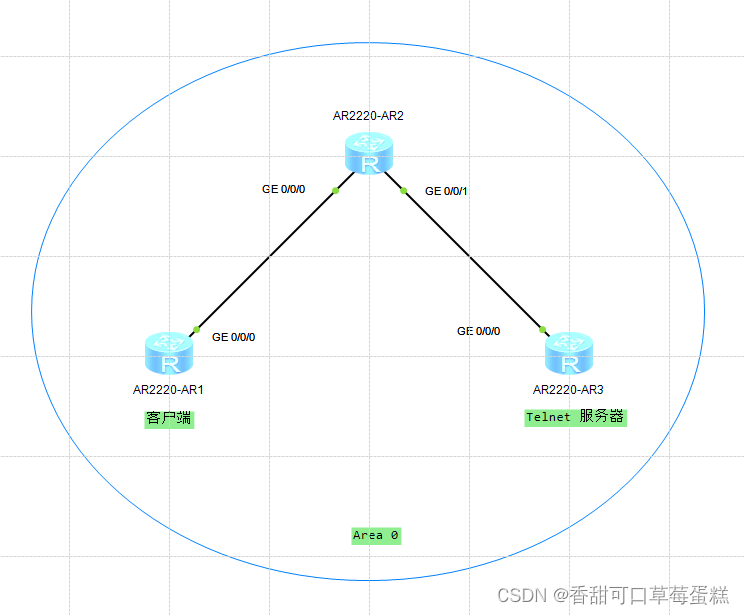 AR2220-AR2
R
GE 0/0/0
GE 0/0/1
GE 0/0/0
GE 0/0/0
R
R
AR2220-AR1
AR2220-AR3
客户端
Telnet 服务器
Area 0
CSDN @香甜可口草莓蛋糕